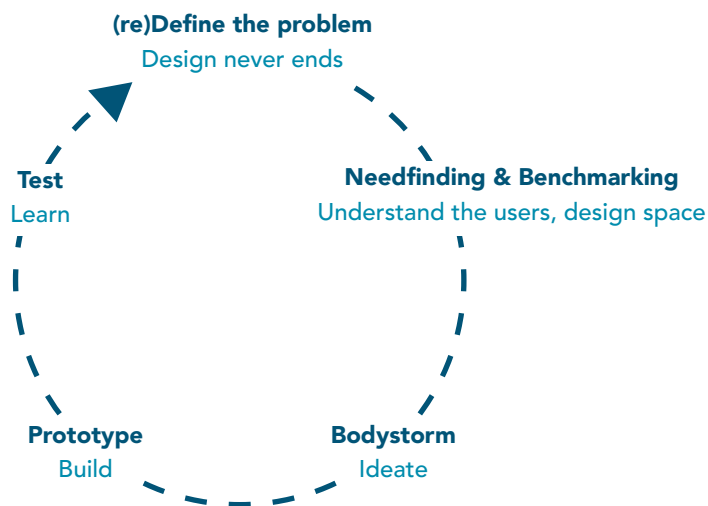 (re)Define the problem
Design never ends
Needfinding & Benchmarking
Understand the users, design space
Bodystorm
Ideate
Prototype
Build
Test
Learn